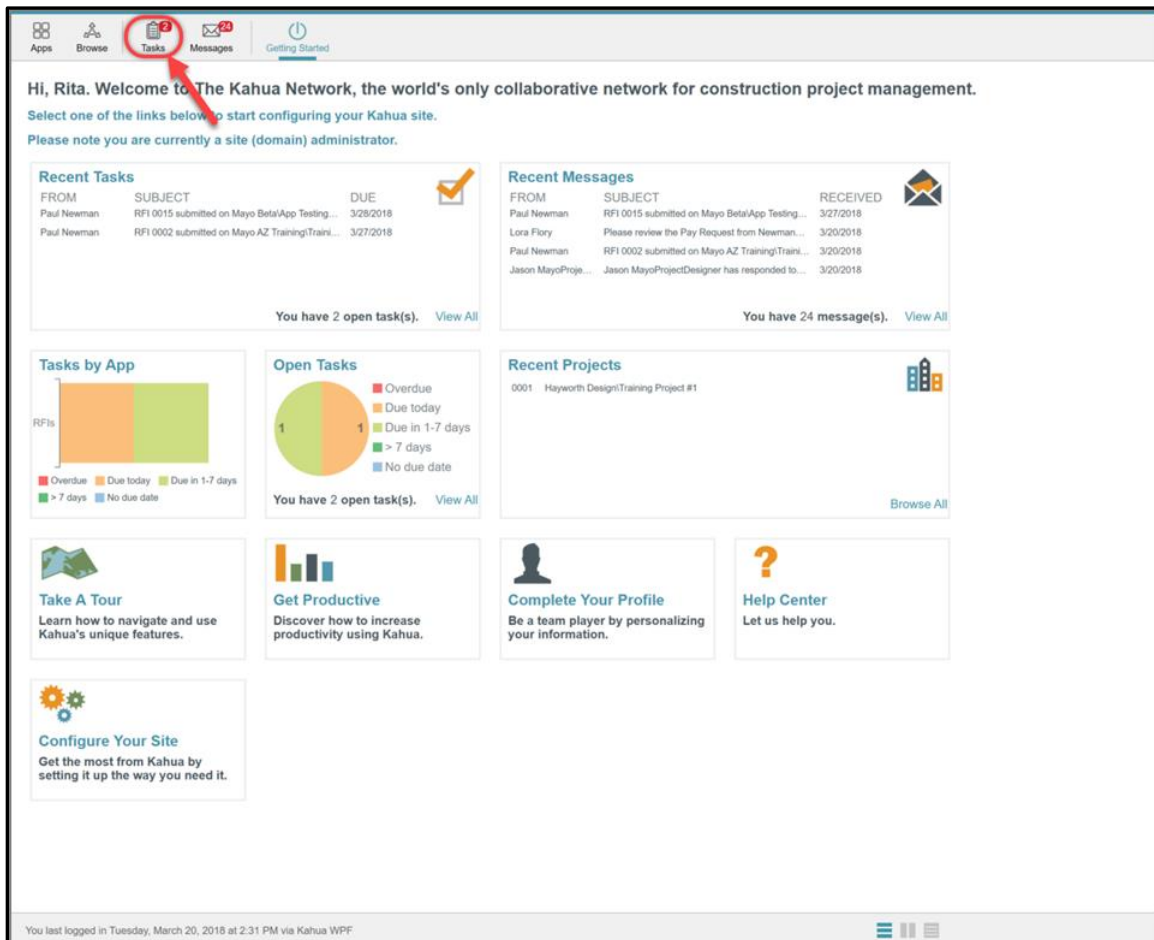 2
24
Apps
Browse
Tasks
Messages
Getting Started
Hi, Rita. Welcome to The Kahua Network, the world's only collaborative network for construction project management.
Select one of the links below to start configuring your Kahua site.
Please note you are currently a site (domain) administrator.
Recent Tasks
FROM SUBJECT DUE
Paul Newman RFI 0015 submitted on Mayo Beta\App Testing... 3/28/2018
Paul Newman RFI 0002 submitted on Mayo AZ Training\Traini... 3/27/2018
You have 2 open task(s). View All
Recent Messages
FROM SUBJECT RECEIVED
Paul Newman RFI 0015 submitted on Mayo Beta\App Testing... 3/27/2018
Lora Flory Please review the Pay Request from Newman... 3/20/2018
Paul Newman RFI 0002 submitted on Mayo AZ Training\Traini... 3/20/2018
Jason MayoProje... Jason MayoProjectDesigner has responded to... 3/20/2018
You have 24 message(s). View All
Tasks by App
RFIs
Overdue Due today Due in 1-7 days
> 7 days No due date
Open Tasks
1 1
Overdue
Due today
Due in 1-7 days
> 7 days
No due date
You have 2 open task(s). View All
Recent Projects
0001 Hayworth Design\Training Project #1
Browse All
Take A Tour
Learn how to navigate and use
Kahua's unique features.
Get Productive
Discover how to increase
productivity using Kahua.
Complete Your Profile
Be a team player by personalizing
your information.
?
Help Center
Let us help you.
Configure Your Site
Get the most from Kahua by
setting it up the way you need it.
You last logged in Tuesday, March 20, 2018 at 2:31 PM via Kahua WPF